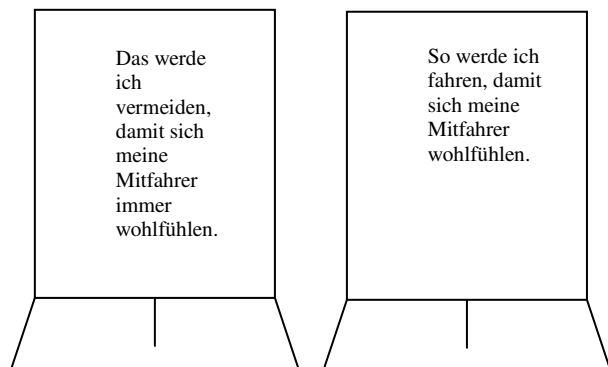 Das werde
ich
vermeiden,
damit sich
meine
Mitfahrer
immer
wohlfühlen.
So werde ich
fahren, damit
sich meine
Mitfahrer
wohlfühlen.